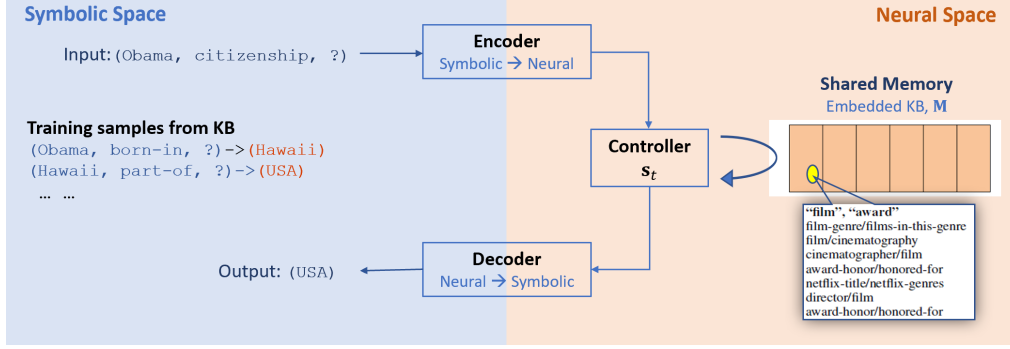 Symbolic Space
Neural Space
Input: (Obama, citizenship, ?)
Encoder
Symbolic → Neural
Shared Memory
Embedded KB, M
Training samples from KB
(Obama, born-in, ?)->(Hawaii)
(Hawaii, part-of, ?)->(USA)
… …
Controller
s_t
"film", "award"
film-genre/films-in-this-genre
film/cinematography
cinematographer/film
award-honor/honored-for
netflix-title/netflix-genres
director/film
award-honor/honored-for
Output: (USA)
Decoder
Neural → Symbolic